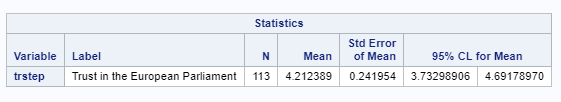 Statistics
Variable Label N Mean Std Error of Mean 95% CL for Mean
trstep Trust in the European Parliament 113 4.212389 0.241954 3.73298906 4.69178970